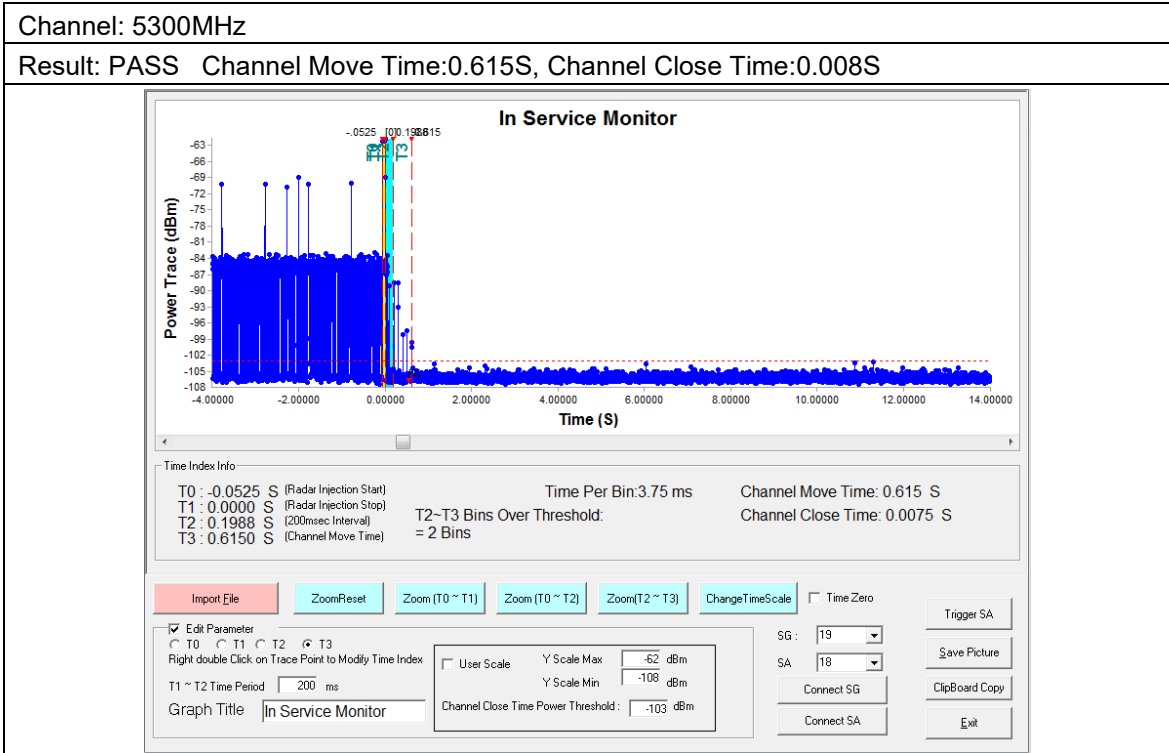 Channel: 5300MHz
Result: PASS   Channel Move Time:0.615S, Channel Close Time:0.008S
In Service Monitor
-.0525
T0
T3
-63
-66
-69
-72
-75
-78
-81
-84
-87
-90
-93
-96
-99
-102
-105
-108
Power Trace (dBm)
-4.00000 -2.00000 0.00000 2.00000 4.00000 6.00000 8.00000 10.00000 12.00000 14.00000
Time (S)
Time Index Info
T0 : -0.0525 S (Radar Injection Start)
T1 : 0.0000 S (Radar Injection Stop)
T2 : 0.1988 S (200msec Interval)
T3 : 0.6150 S (Channel Move Time)
Time Per Bin:3.75 ms
T2~T3 Bins Over Threshold:
= 2 Bins
Channel Move Time: 0.615 S
Channel Close Time: 0.0075 S
Import File ZoomReset Zoom (T0 ~ T1) Zoom (T0 ~ T2) Zoom(T2 ~ T3) ChangeTimeScale Time Zero
Edit Parameter
T0 T1 T2 T3
Right double Click on Trace Point to Modify Time Index
T1 ~ T2 Time Period 200 ms
Graph Title In Service Monitor
User Scale Y Scale Max -62 dBm
Y Scale Min -108 dBm
Channel Close Time Power Threshold : -103 dBm
SG : 19
SA 18
Connect SG
Connect SA
Trigger SA
Save Picture
ClipBoard Copy
Exit